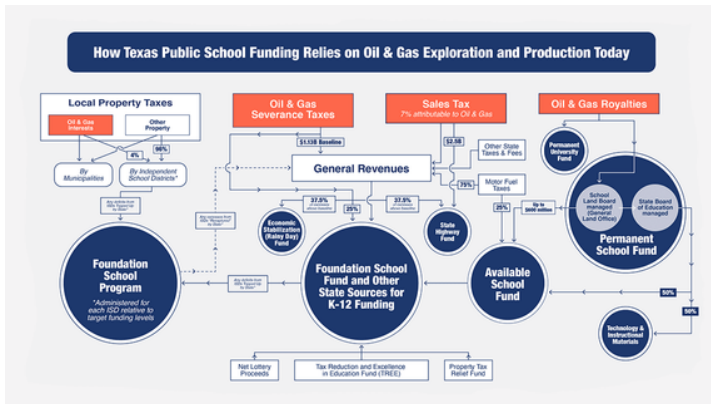 How Texas Public School Funding Relies on Oil & Gas Exploration and Production Today
Local Property Taxes
Oil & Gas
Interests
Other
Property
4%
96%
By
Municipalities
By Independent
School Districts*
Oil & Gas
Severance Taxes
$1.13B Baseline
Sales Tax
7% attributable to Oil & Gas
$2.5B
Oil & Gas Royalties
General Revenues
Other State
Taxes & Fees
Motor Fuel
Taxes
75%
25%
37.5%
25%
37.5%
Economic
Stabilization
(Rainy Day)
Fund
State
Highway
Fund
Permanent
University
Fund
School
Land Board
managed
(General
Land Office)
State Board
of Education
managed
Permanent
School Fund
Up to
$600 million
Foundation
School
Program
*Administered for
each ISD relative to
target funding levels
Foundation School
Fund and Other
State Sources for
K-12 Funding
Available
School
Fund
50%
50%
Technology &
Instructional
Materials
Net Lottery
Proceeds
Tax Reduction and Excellence
in Education Fund (TREE)
Property Tax
Relief Fund